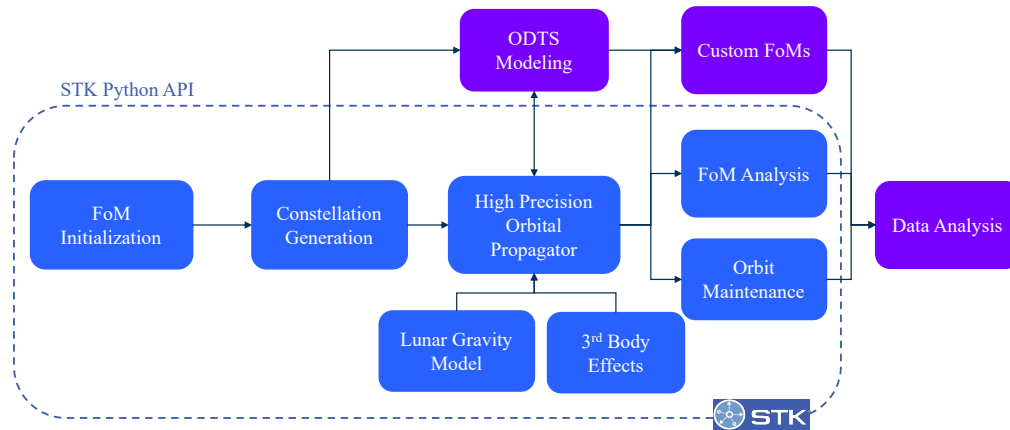 ODTS
Modeling
Custom FoMs
STK Python API
FoM
Initialization
Constellation
Generation
High Precision
Orbital
Propagator
FoM Analysis
Data Analysis
Orbit
Maintenance
Lunar Gravity
Model
3rd Body
Effects
STK